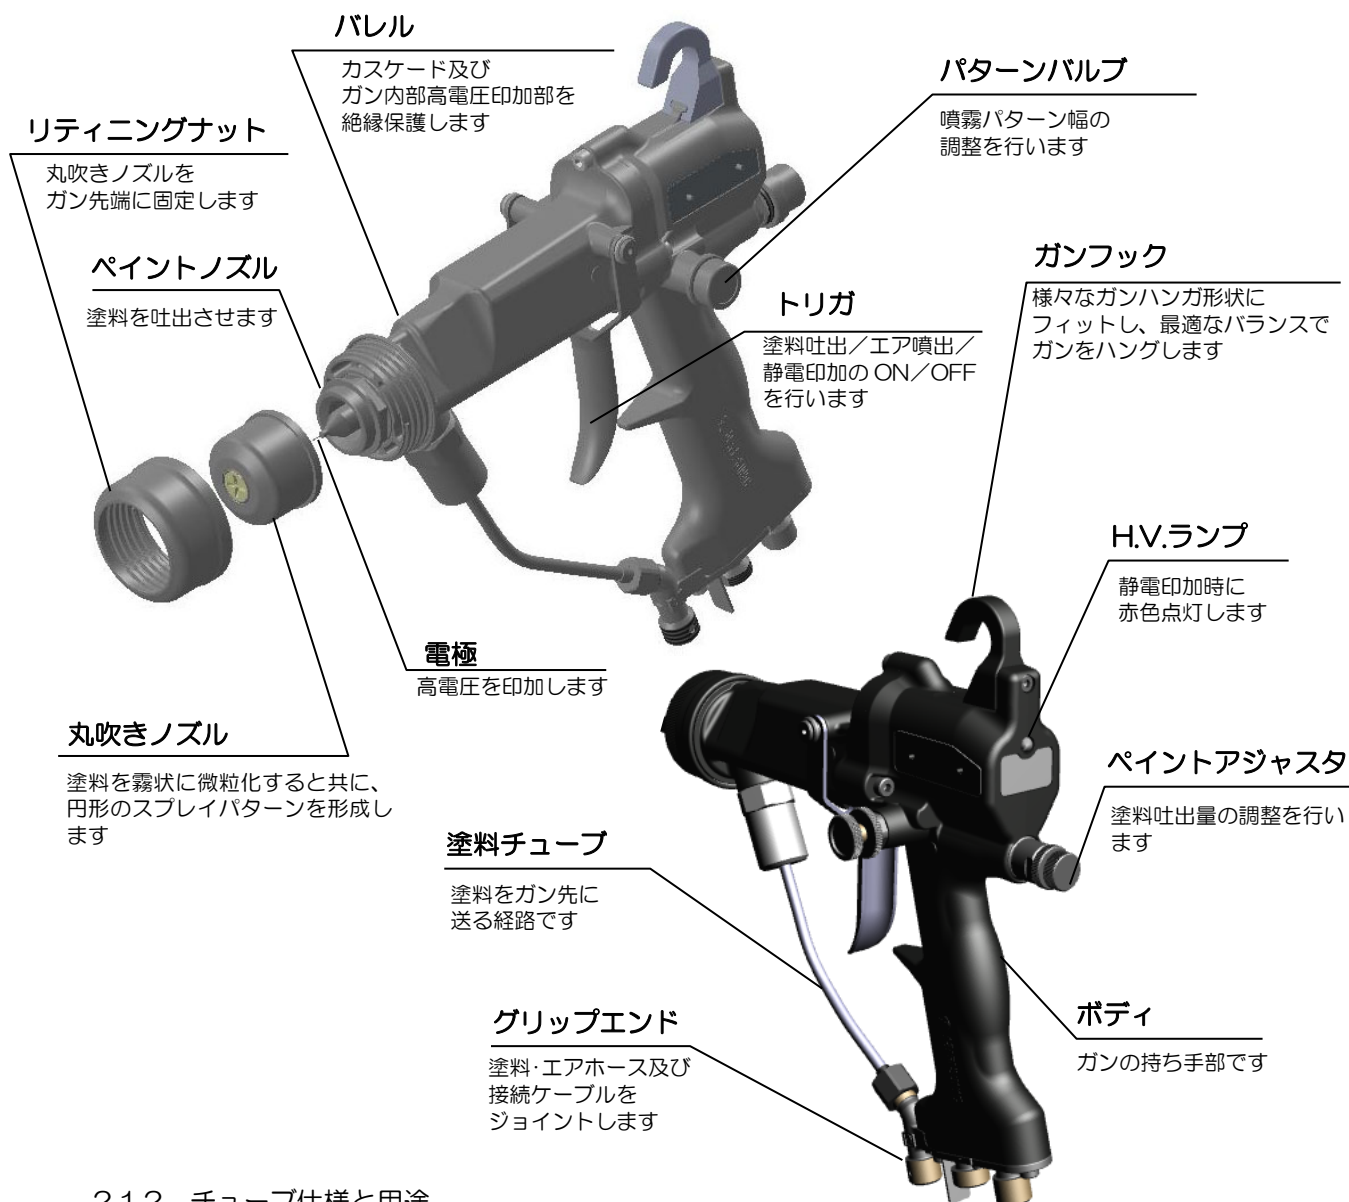 バレル
カスケード及び
ガン内部高電圧印加部を
絶縁保護します
パターンバルブ
噴霧パターン幅の
調整を行います
リティニングナット
丸吹きノズルを
ガン先端に固定します
ペイントノズル
塗料を吐出させます
トリガ
塗料吐出／エア噴出／
静電印加の ON／OFF
を行います
ガンフック
様々なガンハンガ形状に
フィットし、最適なバランスで
ガンをハングします
H.V.ランプ
静電印加時に
赤色点灯します
電極
高電圧を印加します
丸吹きノズル
塗料を霧状に微粒化すると共に、
円形のスプレイパターンを形成し
ます
ペイントアジャスタ
塗料吐出量の調整を行い
ます
塗料チューブ
塗料をガン先に
送る経路です
グリップエンド
塗料･エアホース及び
接続ケーブルを
ジョイントします
ボディ
ガンの持ち手部です
2.1.2 チューブ仕様と用途